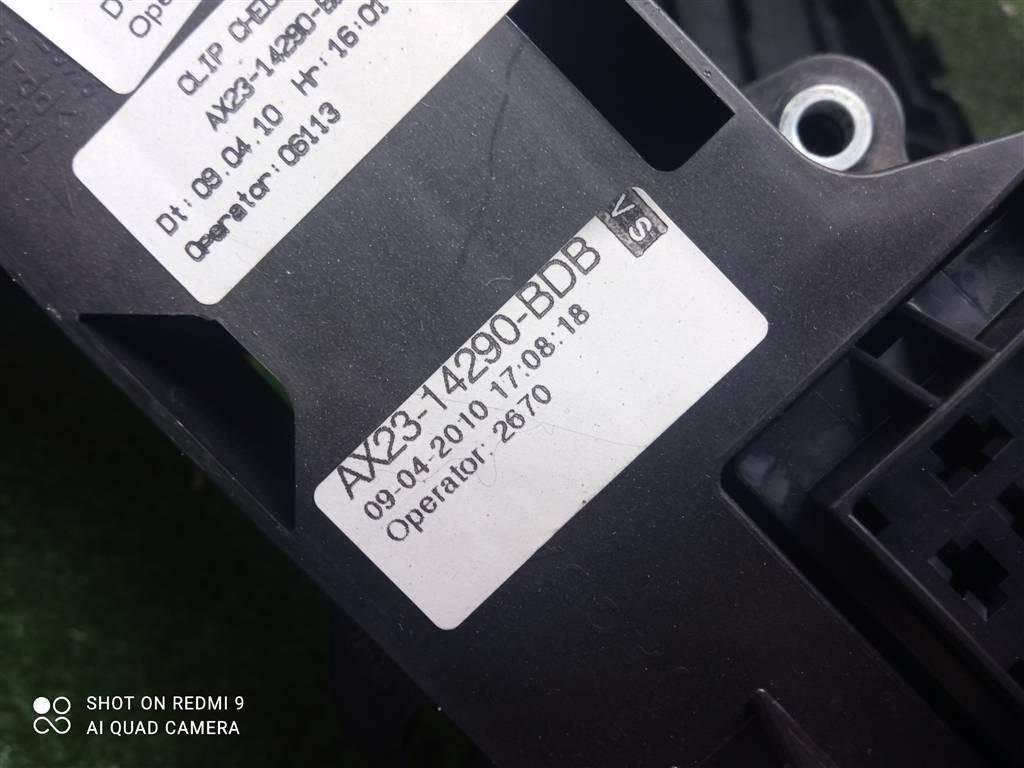 CLIP CHEC
AX23-14290-B
Dt: 09.04.10 Hr: 16:01
Operator: 06113
VS
AX23-14290-BDB
09-04-2010 17:08:18
Operator: 2670
SHOT ON REDMI 9
AI QUAD CAMERA